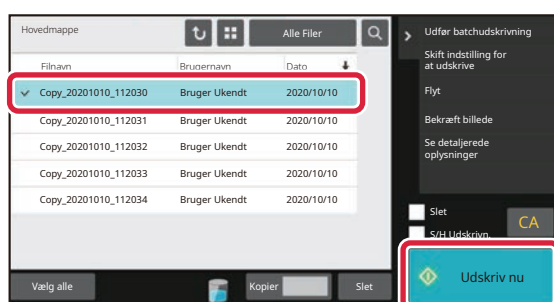 Hovedmappe
Alle Filer
Filnavn Brugernavn Dato
Copy_20201010_112030 Bruger Ukendt 2020/10/10
Copy_20201010_112031 Bruger Ukendt 2020/10/10
Copy_20201010_112032 Bruger Ukendt 2020/10/10
Copy_20201010_112033 Bruger Ukendt 2020/10/10
Copy_20201010_112034 Bruger Ukendt 2020/10/10
Vælg alle
Kopier
Slet
Udfør batchudskrivning
Skift indstilling for
at udskrive
Flyt
Bekræft billede
Se detaljerede
oplysninger
Slet
S/H Udskrivn.
CA
Udskriv nu